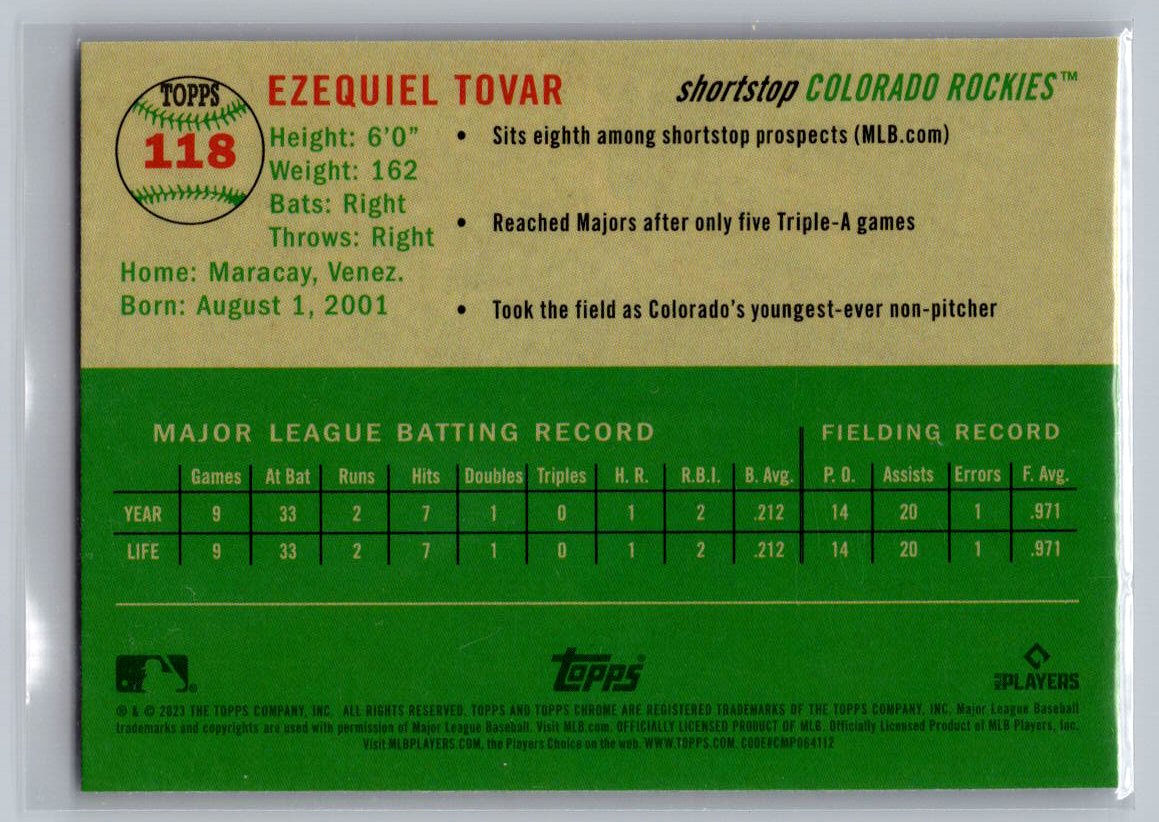 TOPPS
118
EZEQUIEL TOVAR
shortstop COLORADO ROCKIES™
Height: 6'0"
Weight: 162
Bats: Right
Throws: Right
Home: Maracay, Venez.
Born: August 1, 2001
• Sits eighth among shortstop prospects (MLB.com)
• Reached Majors after only five Triple-A games
• Took the field as Colorado's youngest-ever non-pitcher
MAJOR LEAGUE BATTING RECORD FIELDING RECORD
Games At Bat Runs Hits Doubles Triples H. R. R.B.I. B. Avg. P. O. Assists Errors F. Avg.
YEAR 9 33 2 7 1 0 1 2 .212 14 20 1 .971
LIFE 9 33 2 7 1 0 1 2 .212 14 20 1 .971
topps
PLAYERS
® & © 2023 THE TOPPS COMPANY, INC. ALL RIGHTS RESERVED. TOPPS AND TOPPS CHROME ARE REGISTERED TRADEMARKS OF THE TOPPS COMPANY, INC. Major League Baseball
trademarks and copyrights are used with permission of Major League Baseball. Visit MLB.com. OFFICIALLY LICENSED PRODUCT OF MLB. Officially Licensed Product of MLB Players, Inc.
Visit MLBPLAYERS.COM, the Players Choice on the web. WWW.TOPPS.COM. CODE#CMP064112